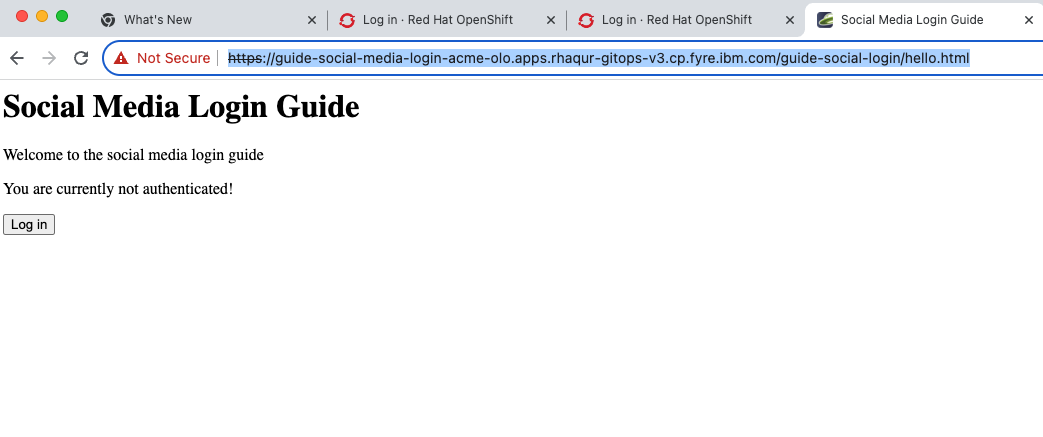 What's New
Log in · Red Hat OpenShift
Log in · Red Hat OpenShift
Social Media Login Guide
Not Secure https://guide-social-media-login-acme-olo.apps.rhaqur-gitops-v3.cp.fyre.ibm.com/guide-social-login/hello.html
Social Media Login Guide
Welcome to the social media login guide
You are currently not authenticated!
Log in